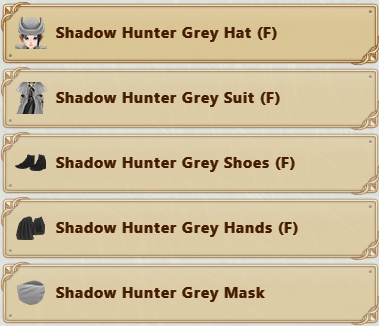 Shadow Hunter Grey Hat (F)
Shadow Hunter Grey Suit (F)
Shadow Hunter Grey Shoes (F)
Shadow Hunter Grey Hands (F)
Shadow Hunter Grey Mask